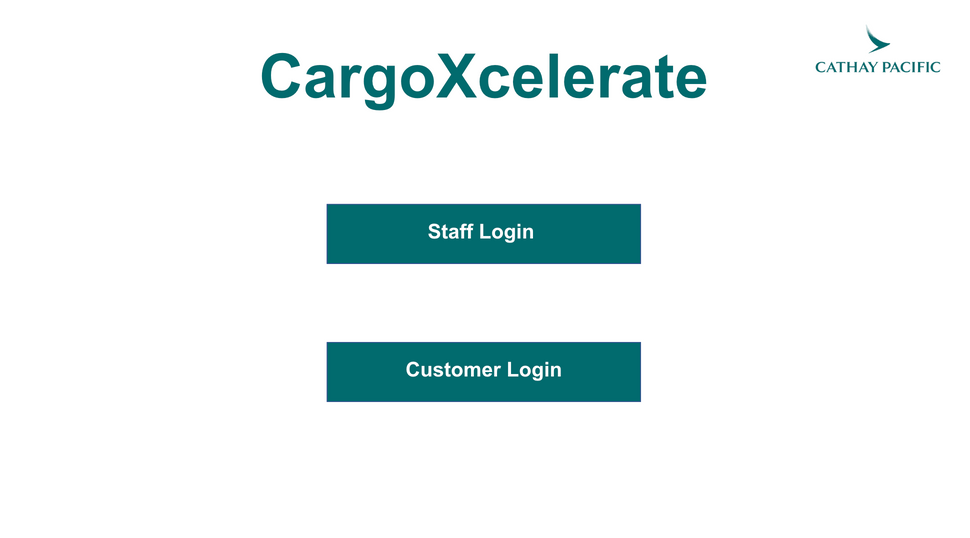 CargoXcelerate
CATHAY PACIFIC
Staff Login
Customer Login